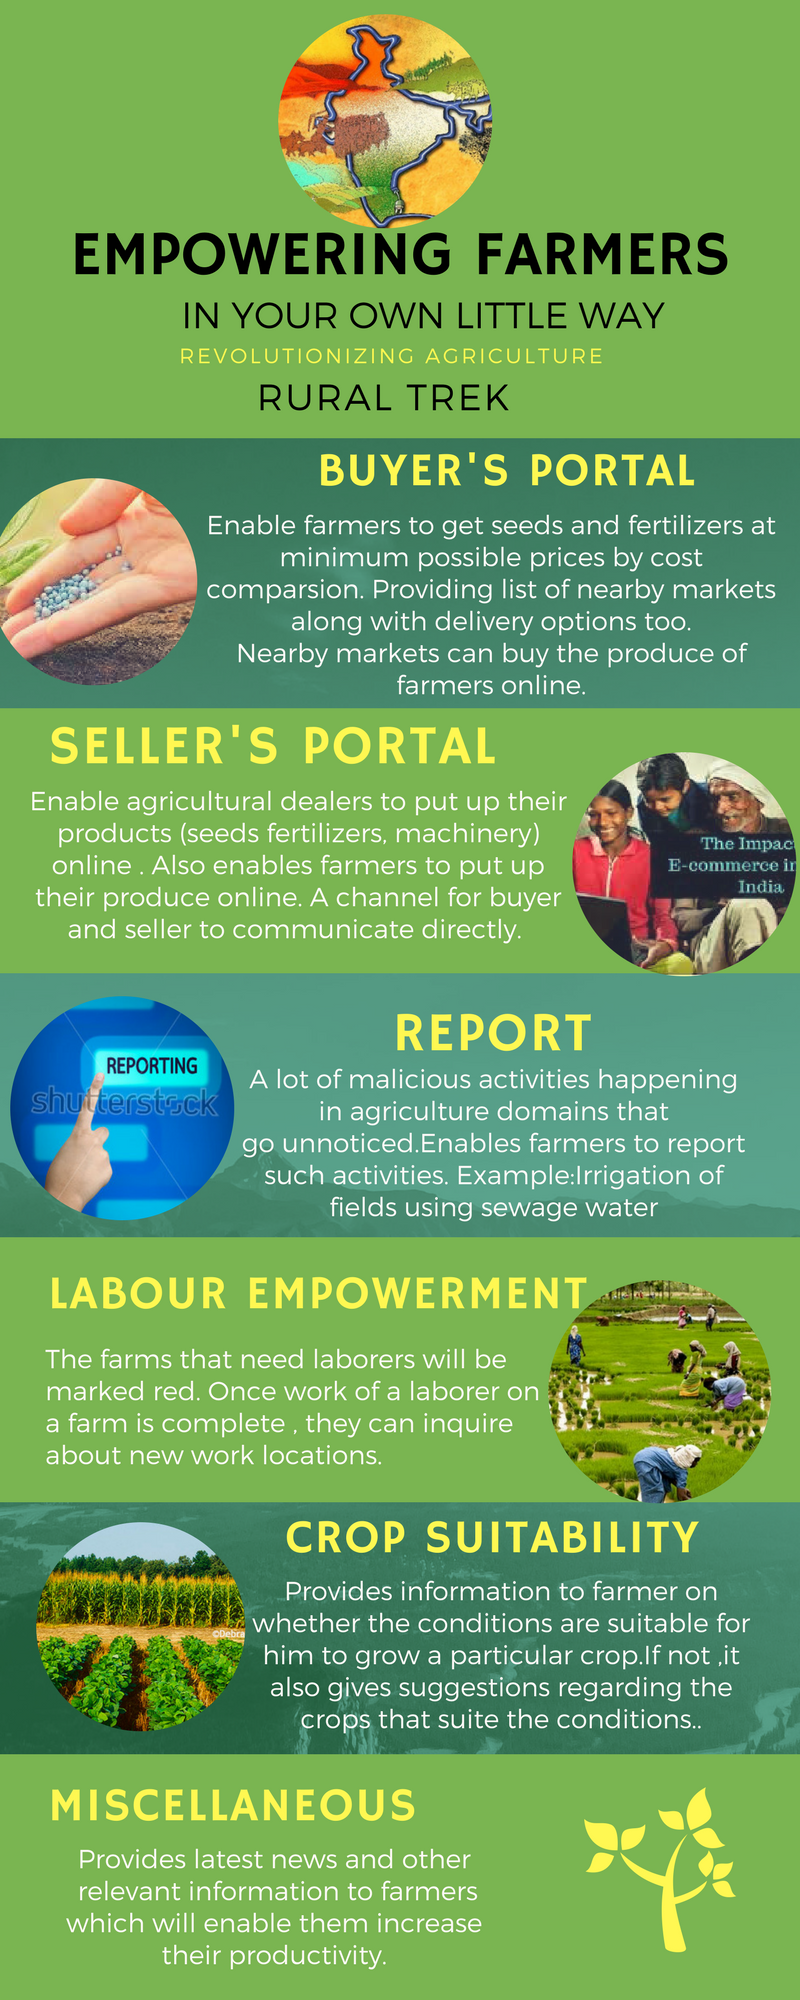 EMPOWERING FARMERS
IN YOUR OWN LITTLE WAY
REVOLUTIONIZING AGRICULTURE
RURAL TREK
BUYER'S PORTAL
Enable farmers to get seeds and fertilizers at
minimum possible prices by cost
comparsion. Providing list of nearby markets
along with delivery options too.
Nearby markets can buy the produce of
farmers online.
SELLER'S PORTAL
Enable agricultural dealers to put up their
products (seeds fertilizers, machinery)
online . Also enables farmers to put up
their produce online. A channel for buyer
and seller to communicate directly.
The Impac
E-commerce in
India
REPORT
A lot of malicious activities happening
in agriculture domains that
go unnoticed.Enables farmers to report
such activities. Example:Irrigation of
fields using sewage water
REPORTING
shutterstock
LABOUR EMPOWERMENT
The farms that need laborers will be
marked red. Once work of a laborer on
a farm is complete , they can inquire
about new work locations.
CROP SUITABILITY
Provides information to farmer on
whether the conditions are suitable for
him to grow a particular crop.If not ,it
also gives suggestions regarding the
crops that suite the conditions..
©Debra
MISCELLANEOUS
Provides latest news and other
relevant information to farmers
which will enable them increase
their productivity.